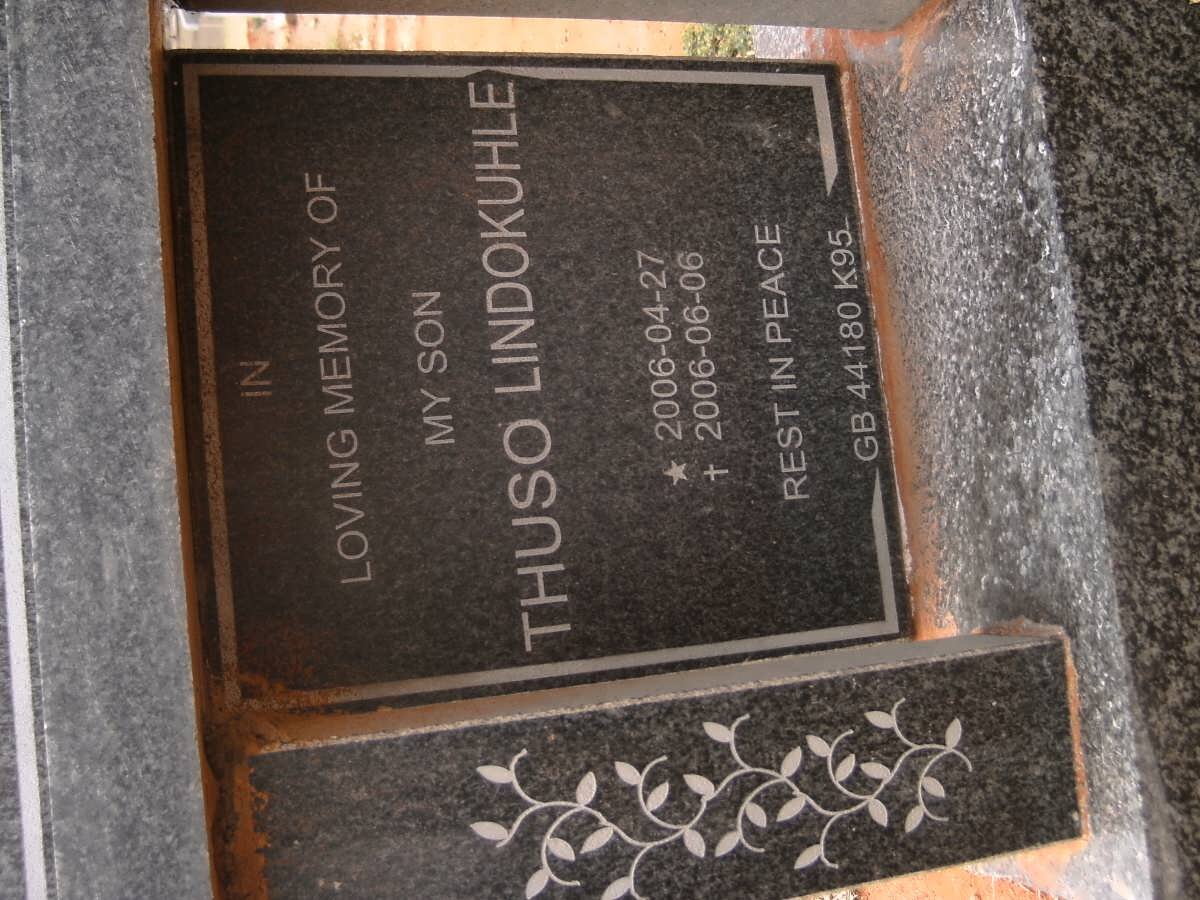 IN
LOVING MEMORY OF
MY SON
THUSO LINDOKUHLE
★ 2006-04-27
✝ 2006-06-06
REST IN PEACE
GB 44180 K95